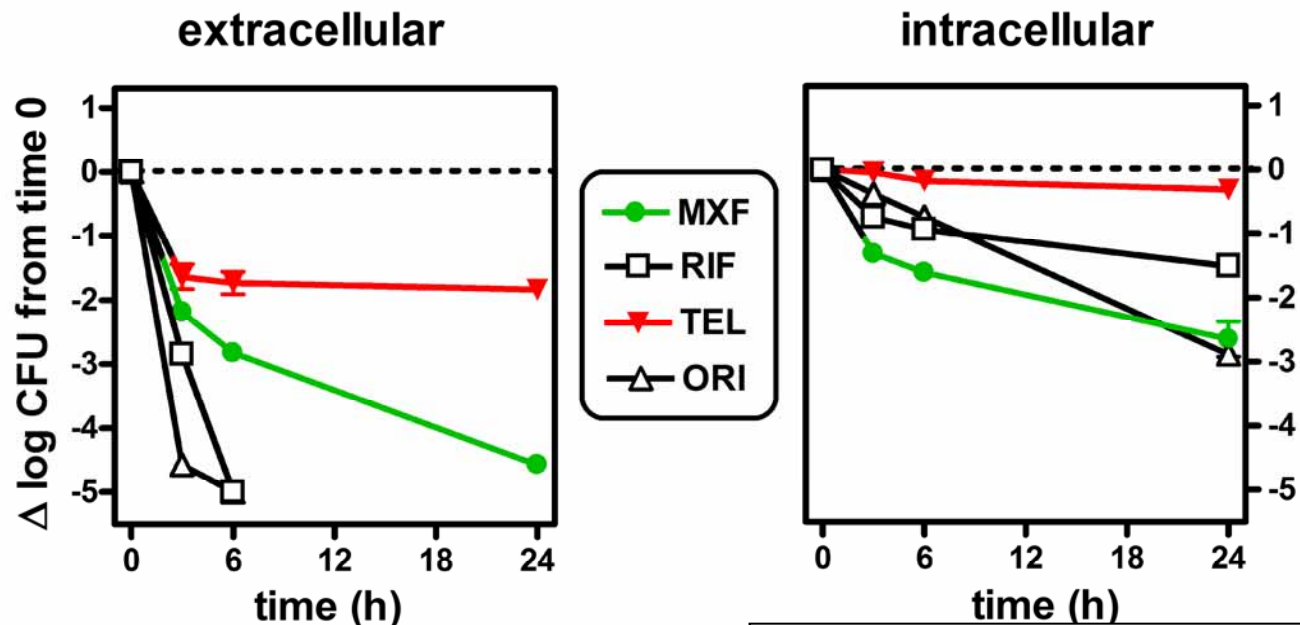 extracellular
intracellular
Δ log CFU from time 0
1
0
-1
-2
-3
-4
-5
0 6 12 18 24
time (h)
MXF
RIF
TEL
ORI
1
0
-1
-2
-3
-4
-5
0 6 12 18 24
time (h)